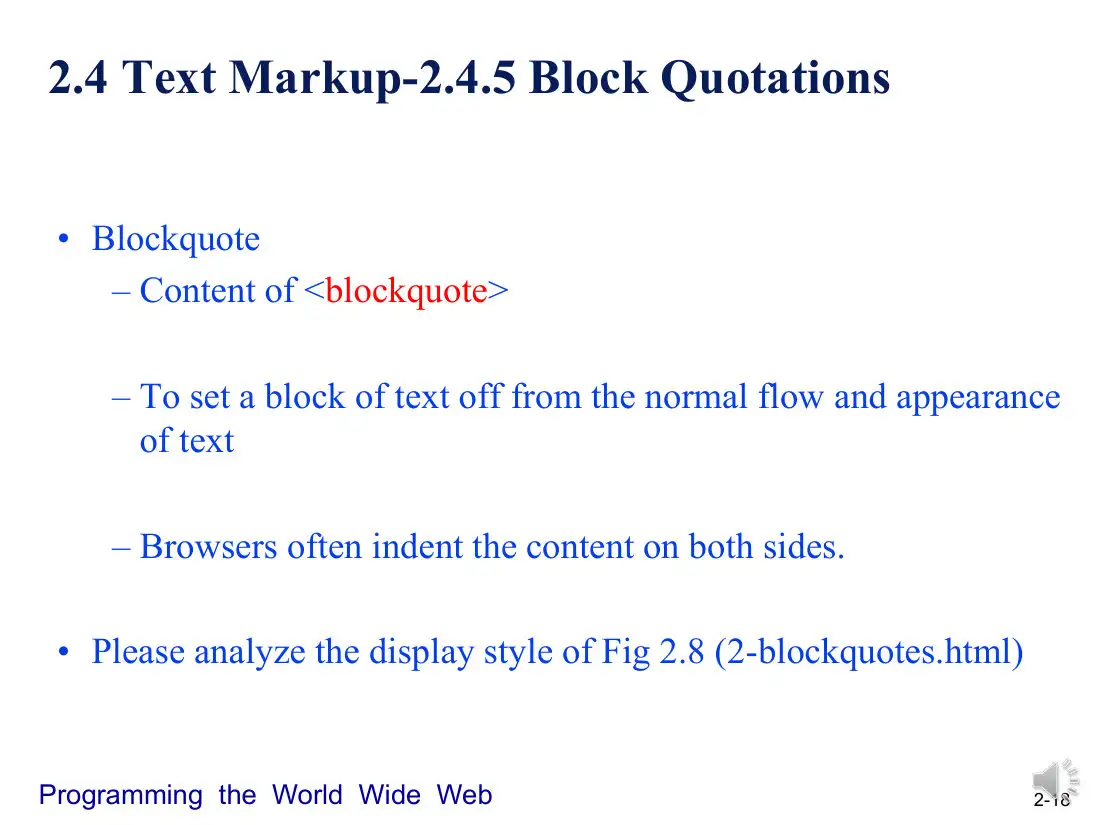 2.4 Text Markup-2.4.5 Block Quotations
• Blockquote
– Content of <blockquote>
– To set a block of text off from the normal flow and appearance
of text
– Browsers often indent the content on both sides.
• Please analyze the display style of Fig 2.8 (2-blockquotes.html)
Programming the World Wide Web
2-18